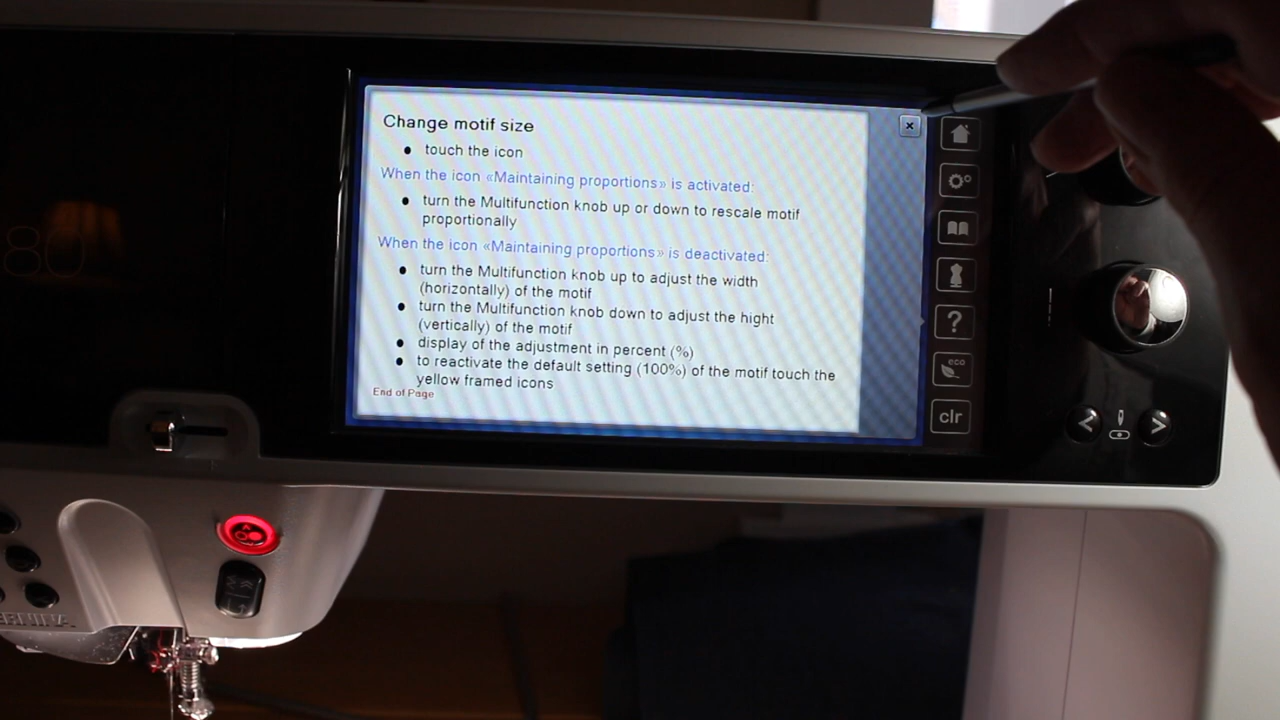 Change motif size
● touch the icon
When the icon «Maintaining proportions» is activated:
● turn the Multifunction knob up or down to rescale motif
proportionally
When the icon «Maintaining proportions» is deactivated:
● turn the Multifunction knob up to adjust the width
(horizontally) of the motif
● turn the Multifunction knob down to adjust the hight
(vertically) of the motif
● display of the adjustment in percent (%)
● to reactivate the default setting (100%) of the motif touch the
yellow framed icons
End of Page
?
eco
clr
80
ERNINA